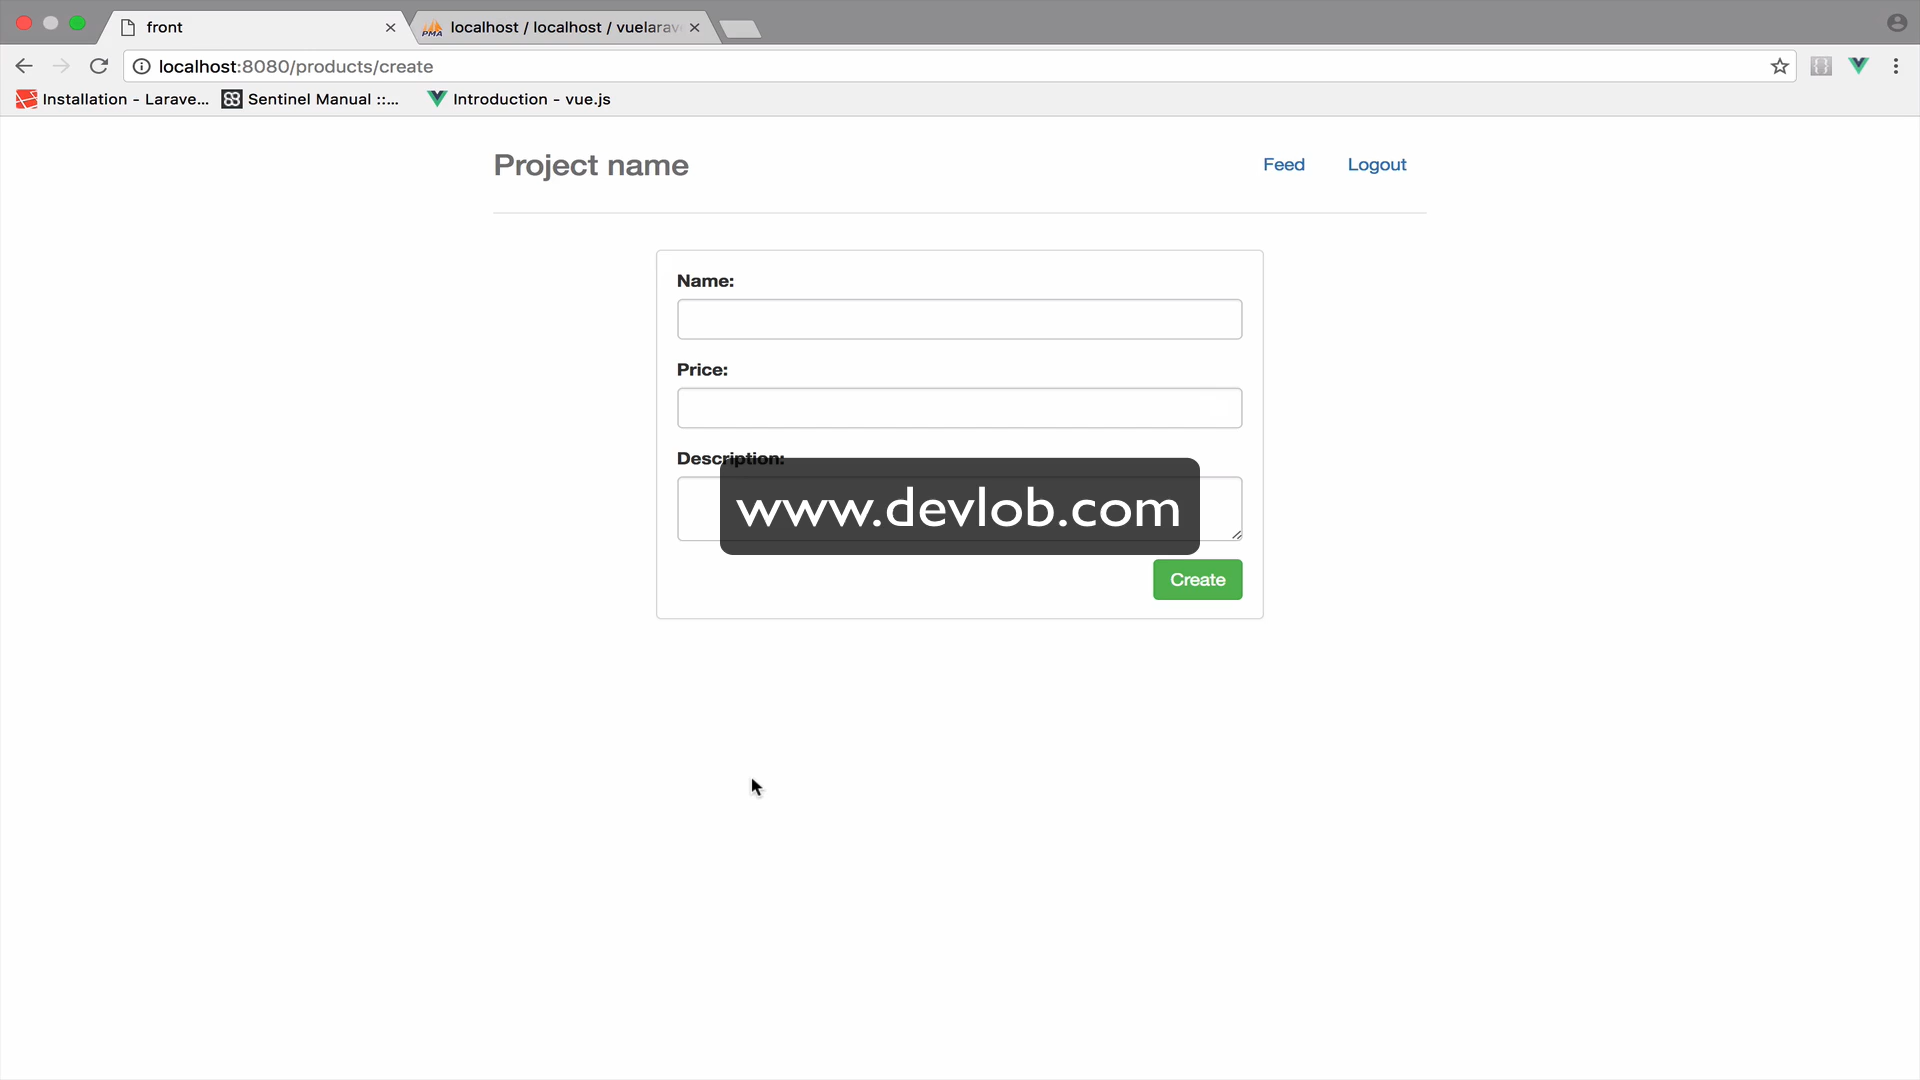 front
localhost / localhost / vuelarav
localhost:8080/products/create
Installation - Larave...
Sentinel Manual ::...
Introduction - vue.js
Project name
Feed
Logout
Name:
Price:
Description:
www.devlob.com
Create